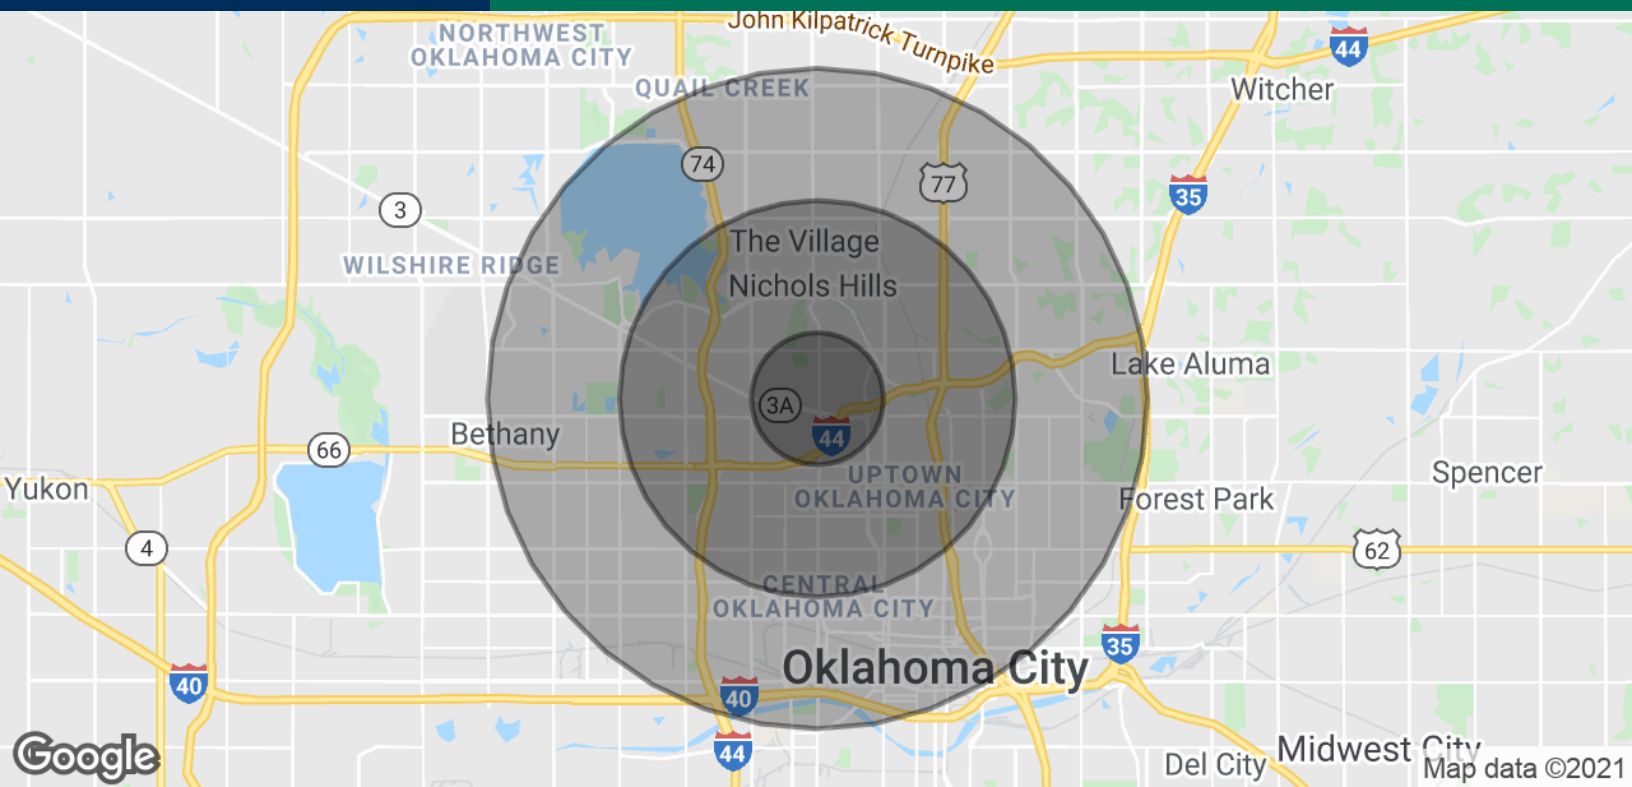 John Kilpatrick Turnpike
NORTHWEST
OKLAHOMA CITY
44
QUAIL CREEK
Witcher
74
77
35
3
The Village
WILSHIRE RIDGE
Nichols Hills
Lake Aluma
3A
44
Bethany
66
UPTOWN
OKLAHOMA CITY
Spencer
Yukon
Forest Park
4
62
CENTRAL
OKLAHOMA CITY
35
Oklahoma City
40
40
44
Google
Midwest City
Del City
Map data ©2021